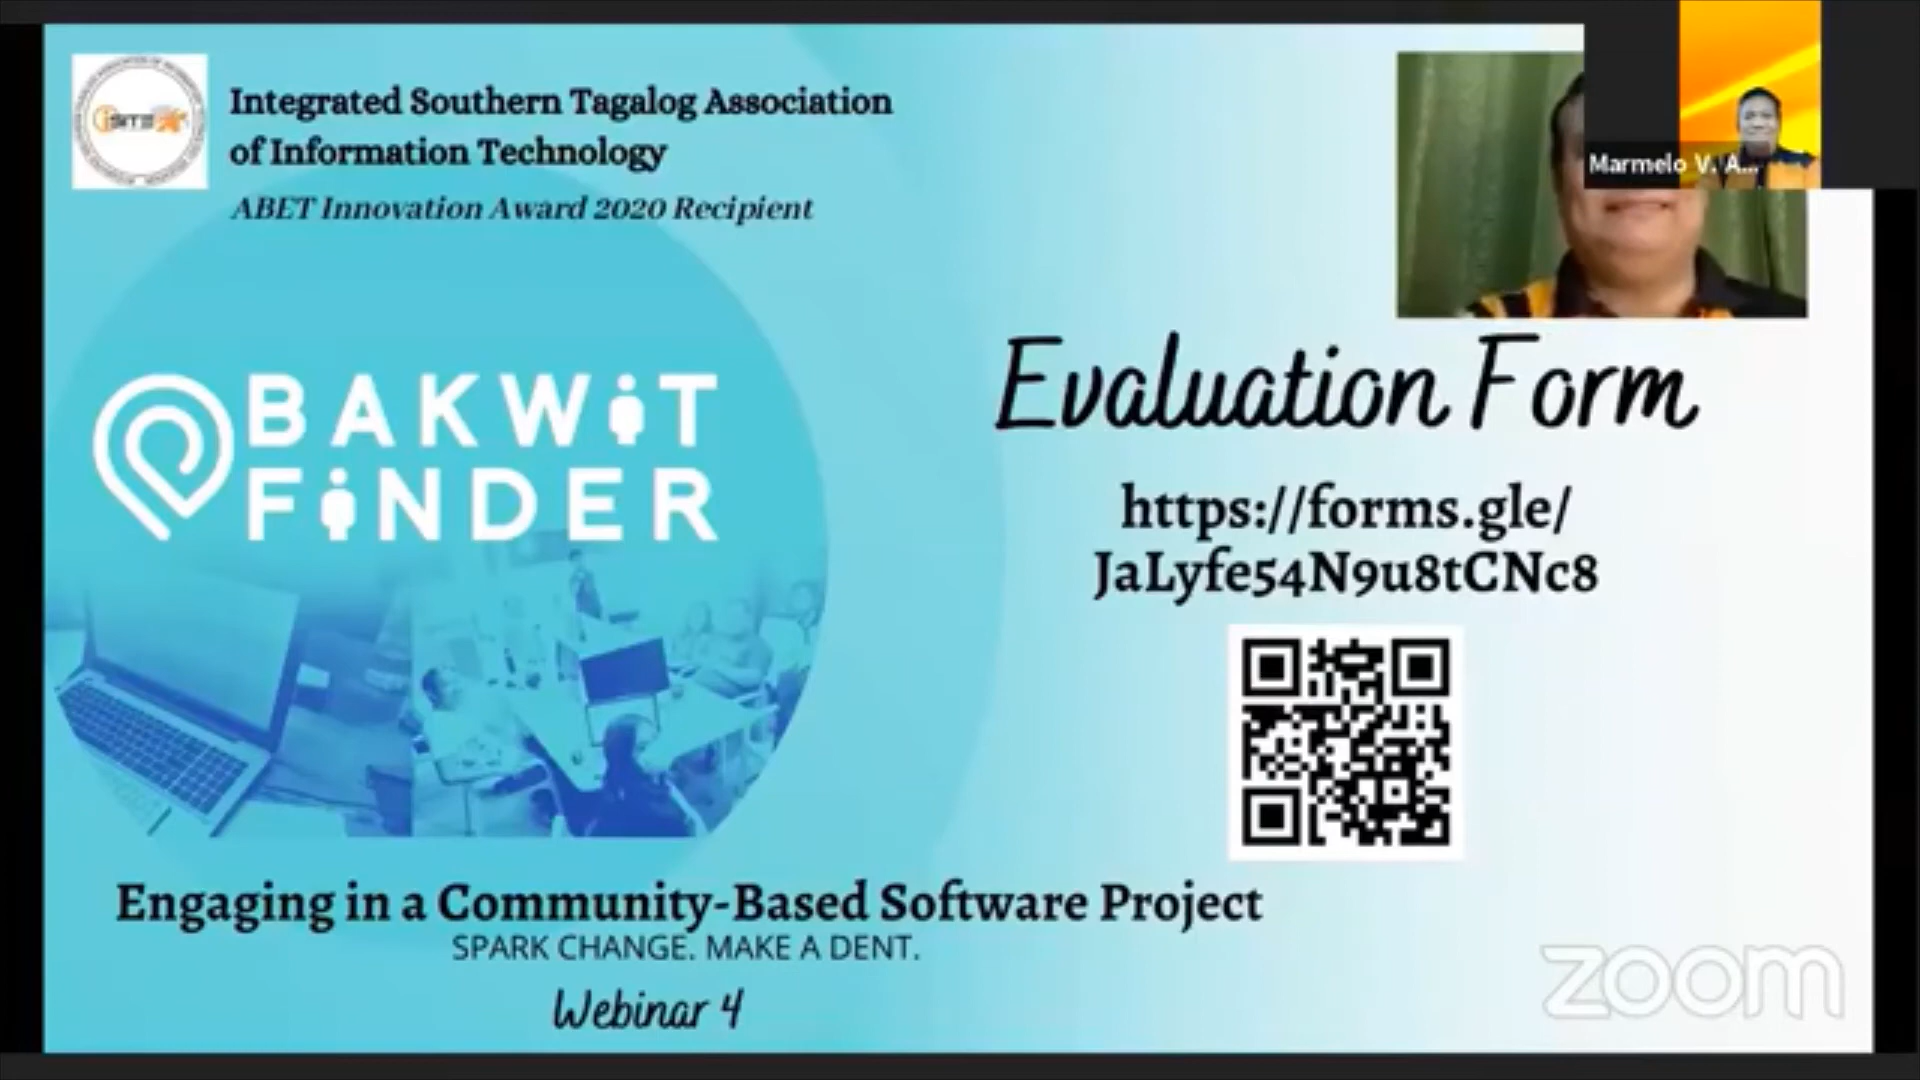 iSITE
Integrated Southern Tagalog Association
of Information Technology
ABET Innovation Award 2020 Recipient
Marmelo V. A...
BAKWiT
FiNDER
Evaluation Form
https://forms.gle/
JaLyfe54N9u8tCNc8
Engaging in a Community-Based Software Project
SPARK CHANGE. MAKE A DENT.
Webinar 4
zoom